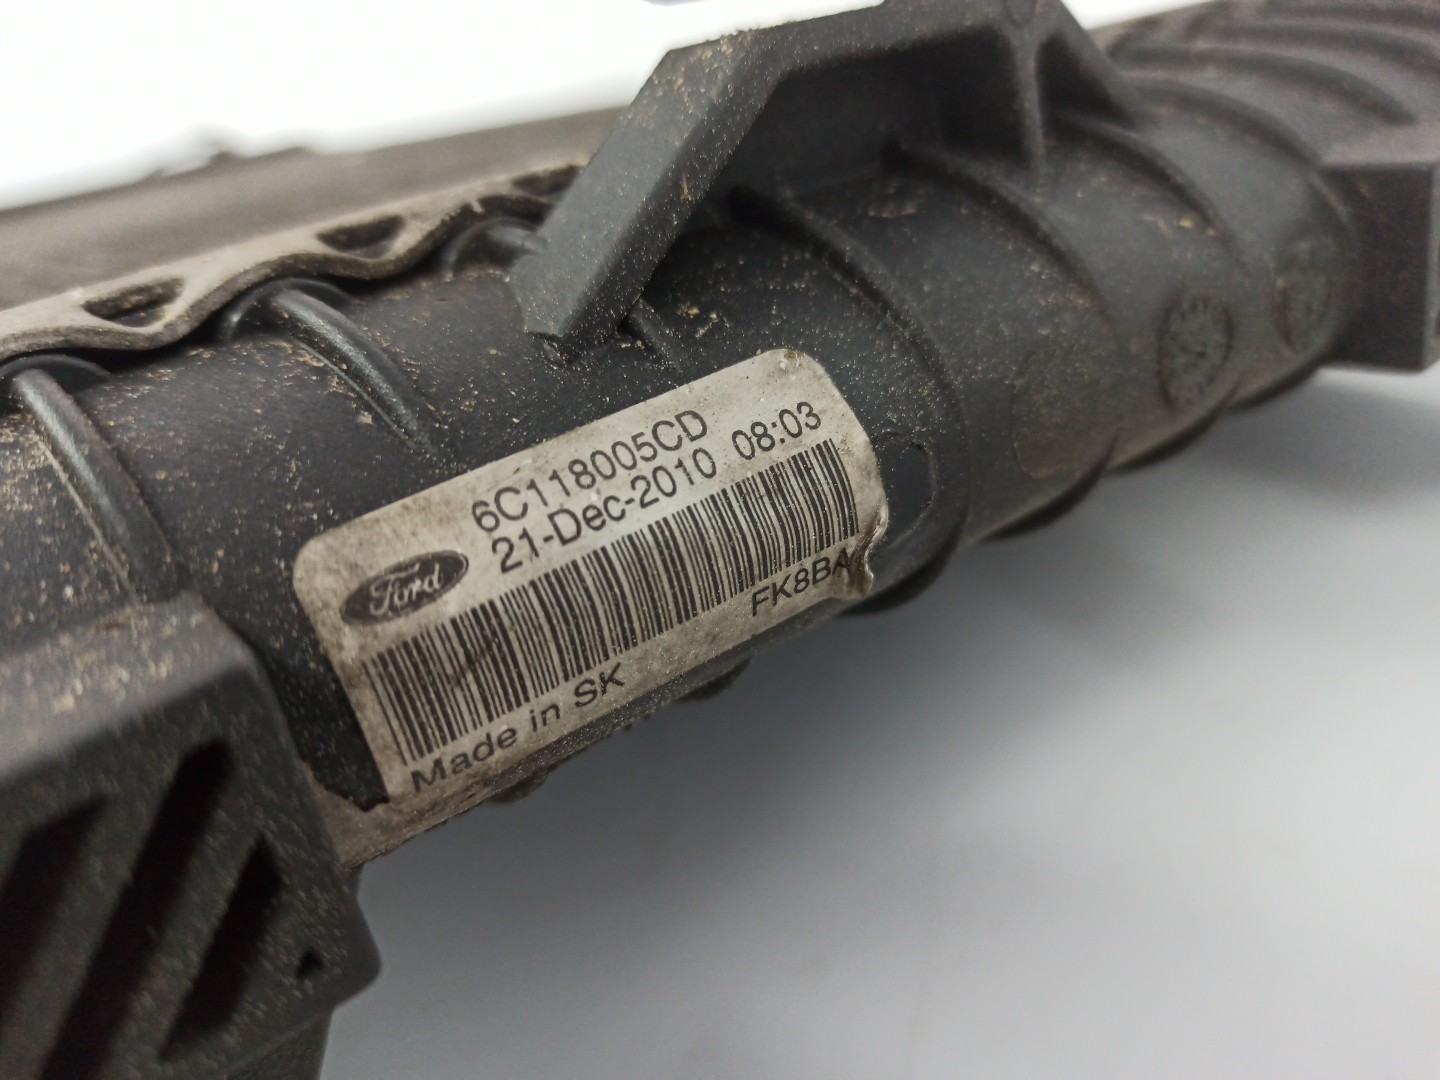 6C118005CD
21-Dec-2010 08:03
Ford
FK8BA
Made in SK